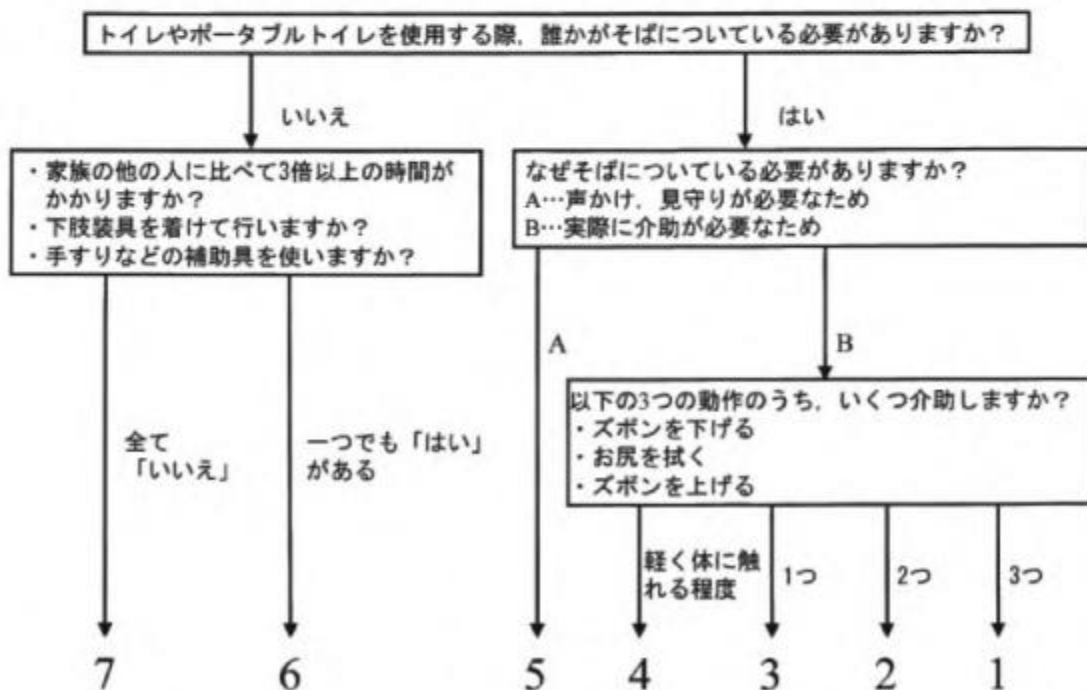 トイレやポータブルトイレを使用する際，誰かがそばについている必要がありますか？
いいえ
はい
・家族の他の人に比べて3倍以上の時間が
かかりますか？
・下肢装具を着けて行いますか？
・手すりなどの補助具を使いますか？
なぜそばについている必要がありますか？
A…声かけ，見守りが必要なため
B…実際に介助が必要なため
A
B
以下の3つの動作のうち，いくつ介助しますか？
・ズボンを下げる
・お尻を拭く
・ズボンを上げる
全て
「いいえ」
一つでも「はい」
がある
軽く体に触
れる程度
1つ
2つ
3つ
7
6
5
4
3
2
1